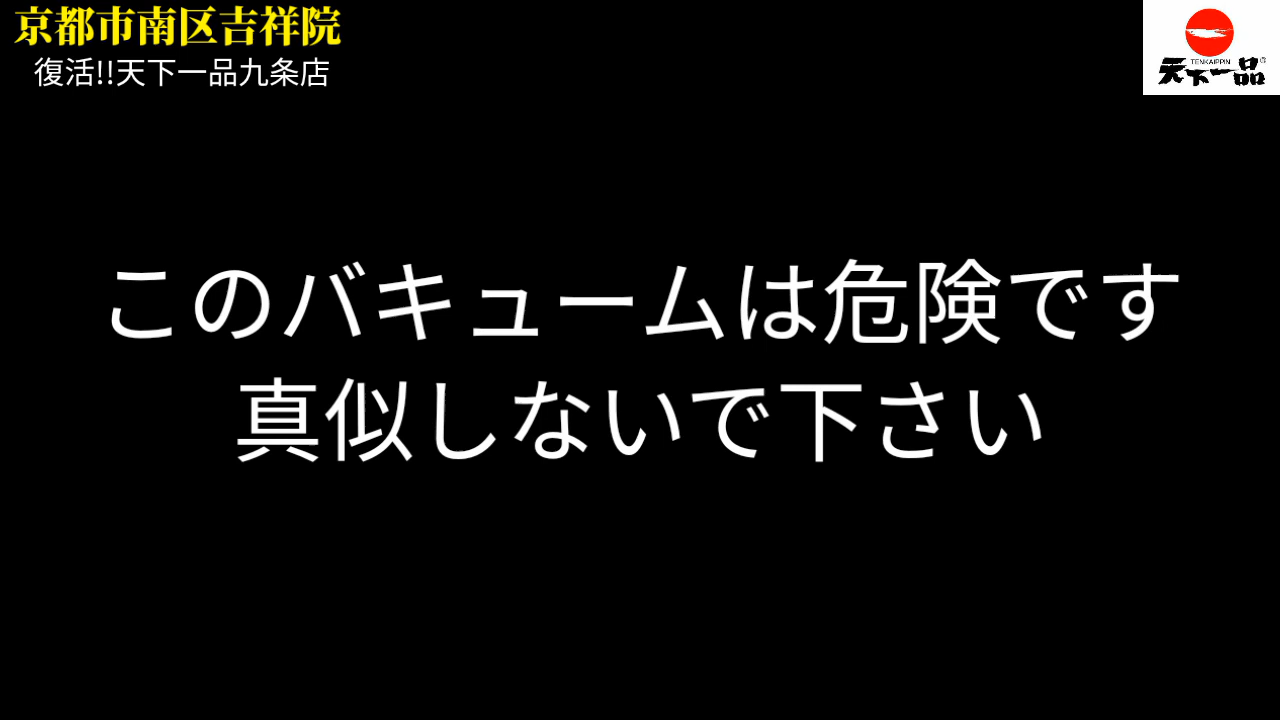 京都市南区吉祥院
復活!!天下一品九条店
TENKAIPPIN
天下一品®
このバキュームは危険です
真似しないで下さい